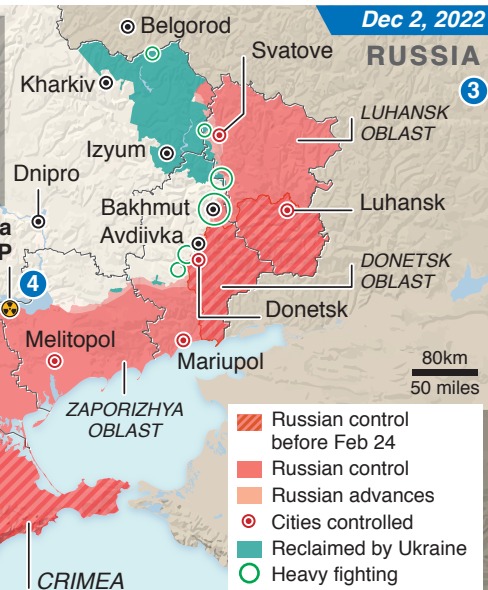 Dec 2, 2022
Belgorod
RUSSIA
Svatove
3
Kharkiv
LUHANSK
OBLAST
Izyum
Dnipro
Luhansk
Bakhmut
Avdiivka
a
P
4
DONETSK
OBLAST
Donetsk
Melitopol
Mariupol
80km
50 miles
ZAPORIZHYA
OBLAST
Russian control
before Feb 24
Russian control
Russian advances
Cities controlled
Reclaimed by Ukraine
Heavy fighting
CRIMEA